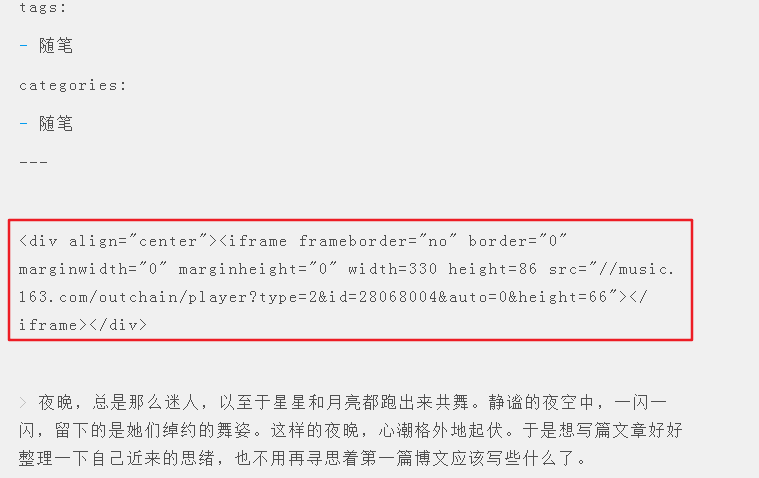 tags:
- 随笔
categories:
- 随笔
---
<div align="center"><iframe frameborder="no" border="0"
marginwidth="0" marginheight="0" width=330 height=86 src="//music.
163.com/outchain/player?type=2&id=28068004&auto=0&height=66"></
iframe></div>
> 夜晚，总是那么迷人，以至于星星和月亮都跑出来共舞。静谧的夜空中，一闪一
闪，留下的是她们绰约的舞姿。这样的夜晚，心潮格外地起伏。于是想写篇文章好好
整理一下自己近来的思绪，也不用再寻思着第一篇博文应该写些什么了。